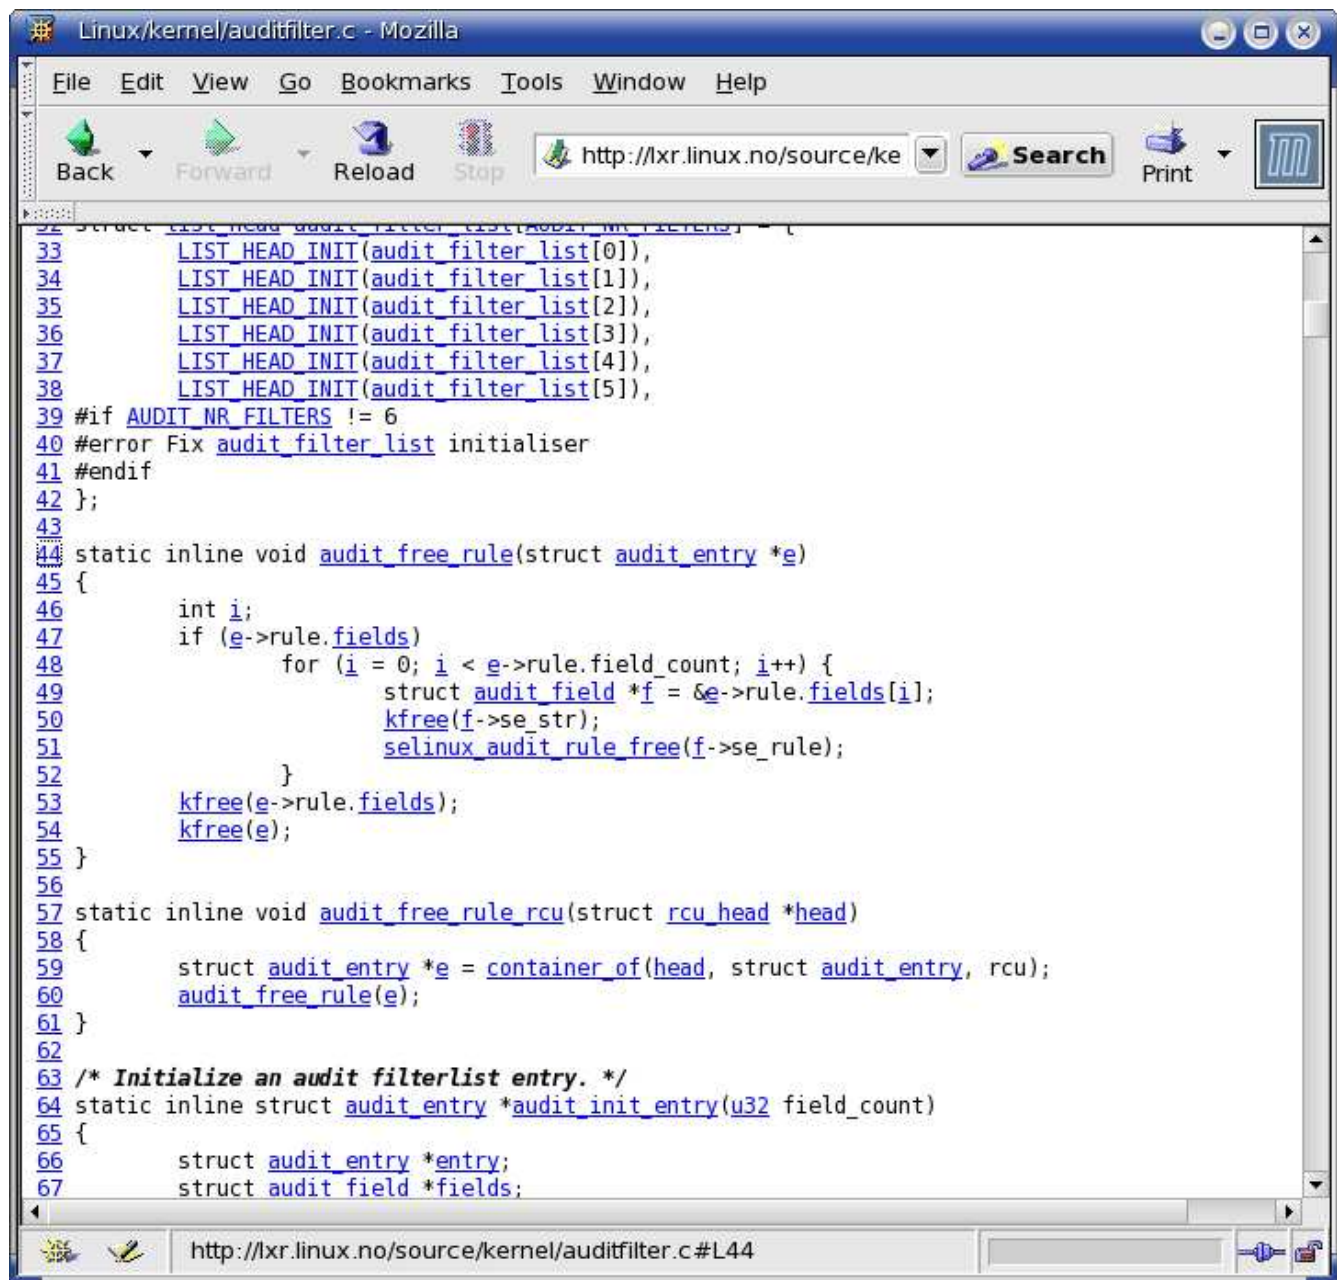 Linux/kernel/auditfilter.c - Mozilla
File Edit View Go Bookmarks Tools Window Help
Back Forward Reload Stop http://lxr.linux.no/source/ke Search Print
32 struct list_head audit_filter_list[AUDIT_NR_FILTERS] = {
33 LIST_HEAD_INIT(audit_filter_list[0]),
34 LIST_HEAD_INIT(audit_filter_list[1]),
35 LIST_HEAD_INIT(audit_filter_list[2]),
36 LIST_HEAD_INIT(audit_filter_list[3]),
37 LIST_HEAD_INIT(audit_filter_list[4]),
38 LIST_HEAD_INIT(audit_filter_list[5]),
39 #if AUDIT_NR_FILTERS != 6
40 #error Fix audit_filter_list initialiser
41 #endif
42 };
43
44 static inline void audit_free_rule(struct audit_entry *e)
45 {
46 int i;
47 if (e->rule.fields)
48 for (i = 0; i < e->rule.field_count; i++) {
49 struct audit_field *f = &e->rule.fields[i];
50 kfree(f->se_str);
51 selinux_audit_rule_free(f->se_rule);
52 }
53 kfree(e->rule.fields);
54 kfree(e);
55 }
56
57 static inline void audit_free_rule_rcu(struct rcu_head *head)
58 {
59 struct audit_entry *e = container_of(head, struct audit_entry, rcu);
60 audit_free_rule(e);
61 }
62
63 /* Initialize an audit filterlist entry. */
64 static inline struct audit_entry *audit_init_entry(u32 field_count)
65 {
66 struct audit_entry *entry;
67 struct audit_field *fields;
http://lxr.linux.no/source/kernel/auditfilter.c#L44